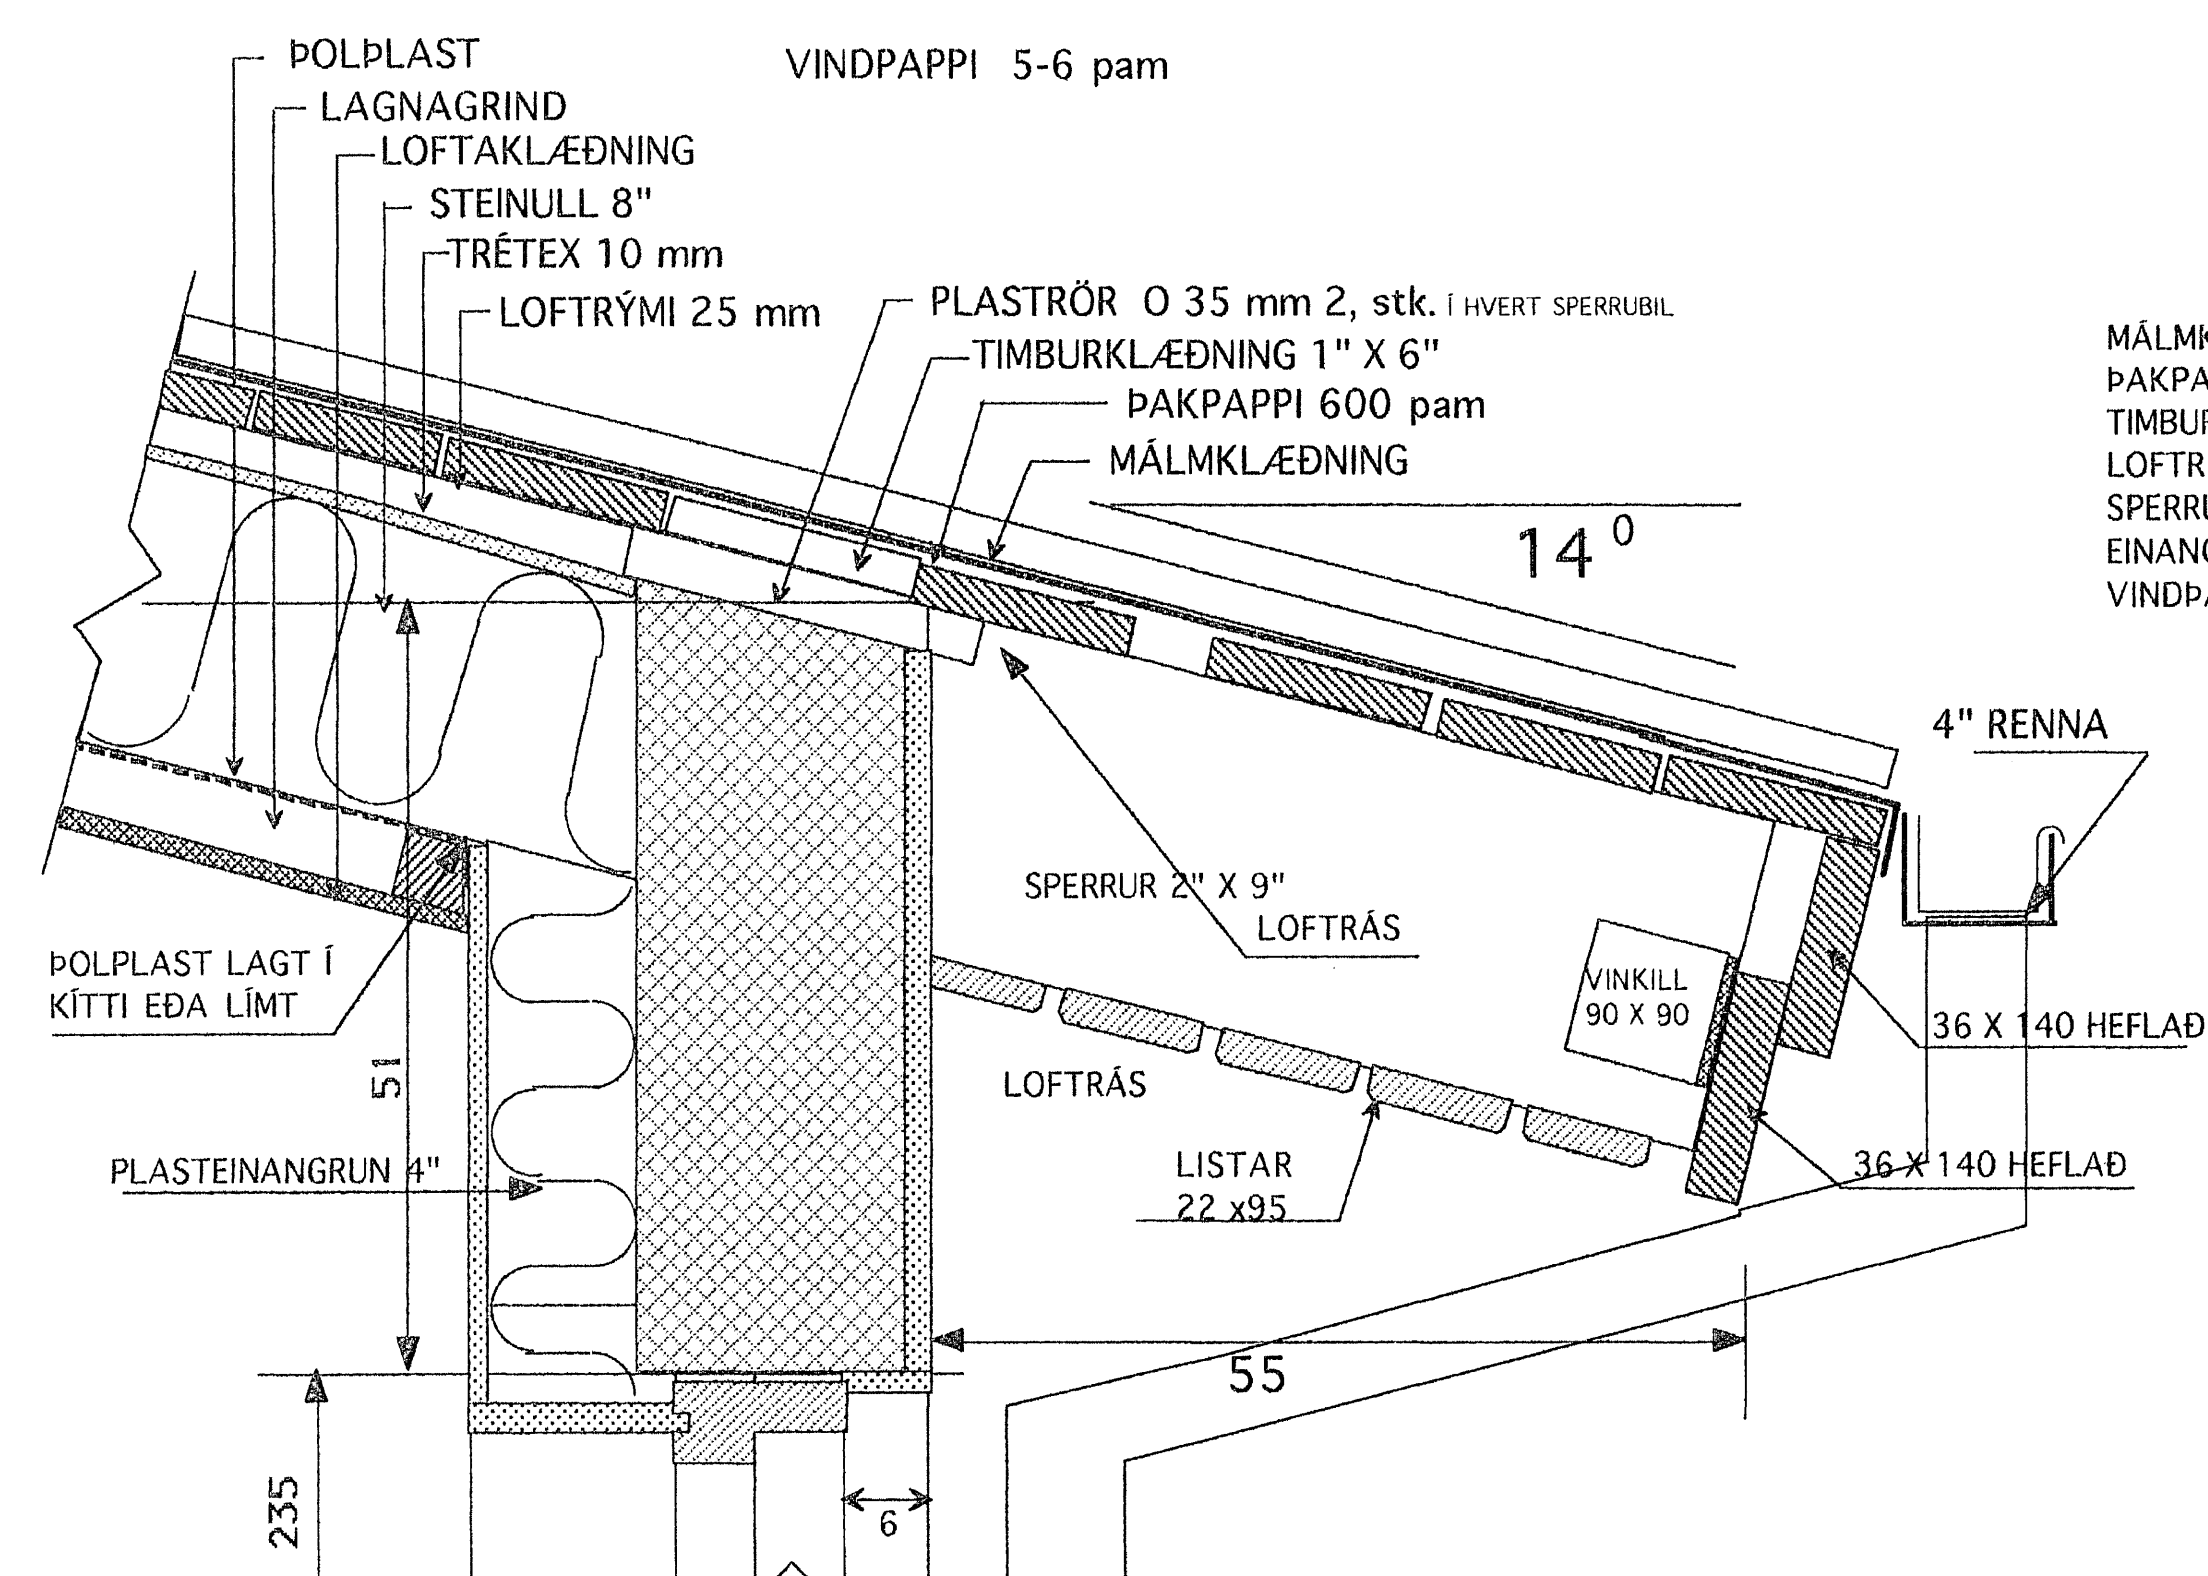 ÞOLÞLAST
VINDPAPPI 5-6 pam
LAGNAGRIND
LOFTAKLÆÐNING
STEINULL 8"
TRÉTEX 10 mm
LOFTRÝMI 25 mm
PLASTRÖR O 35 mm 2, stk. Í HVERT SPERRUBIL
TIMBURKLÆÐNING 1" X 6"
ÞAKPAPPI 600 pam
MÁLMKLÆÐNING
14 0
4" RENNA
SPERRUR 2" X 9"
LOFTRÁS
ÞOLPLAST LAGT Í
KÍTTI EÐA LÍMT
VINKILL
90 X 90
36 X 140 HEFLAÐ
51
LOFTRÁS
PLASTEINANGRUN 4"
LISTAR
22 x95
36 X 140 HEFLAÐ
55
235
6